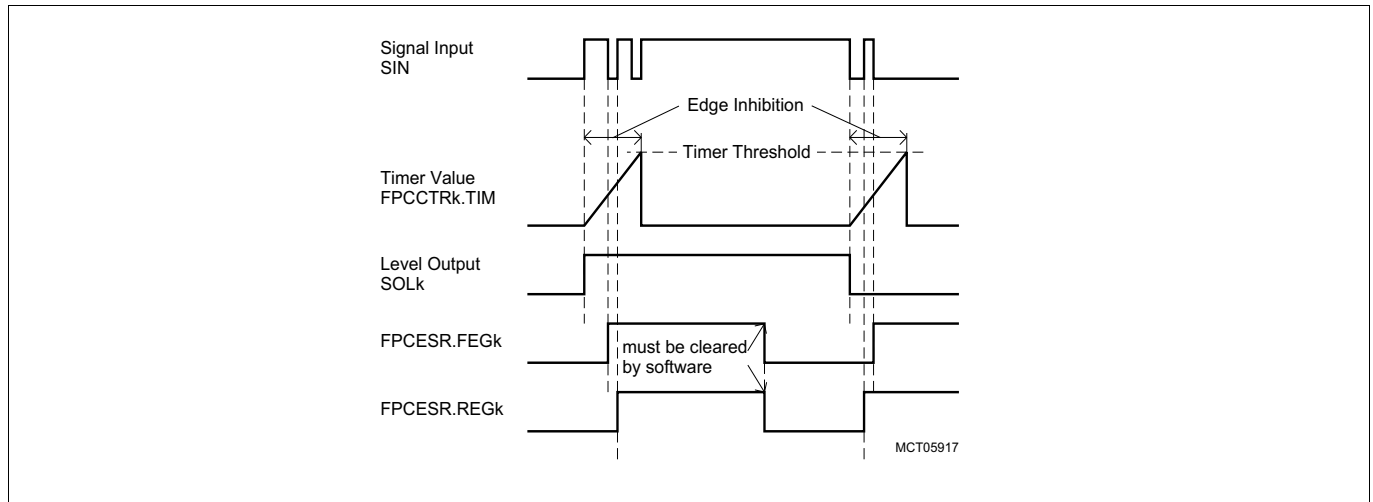 Signal Input
SIN
Edge Inhibition
Timer Threshold
Timer Value
FPCCTRk.TIM
Level Output
SOLk
FPCESR.FEGk
must be cleared
by software
FPCESR.REGk
MCT05917